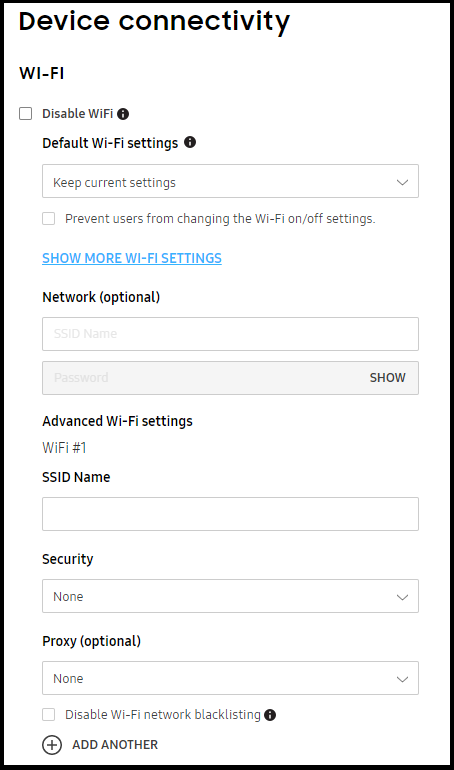 Device connectivity
WI-FI
Disable WiFi
Default Wi-Fi settings
Keep current settings
Prevent users from changing the Wi-Fi on/off settings.
SHOW MORE WI-FI SETTINGS
Network (optional)
SSID Name
Password SHOW
Advanced Wi-Fi settings
WiFi #1
SSID Name
Security
None
Proxy (optional)
None
Disable Wi-Fi network blacklisting
ADD ANOTHER